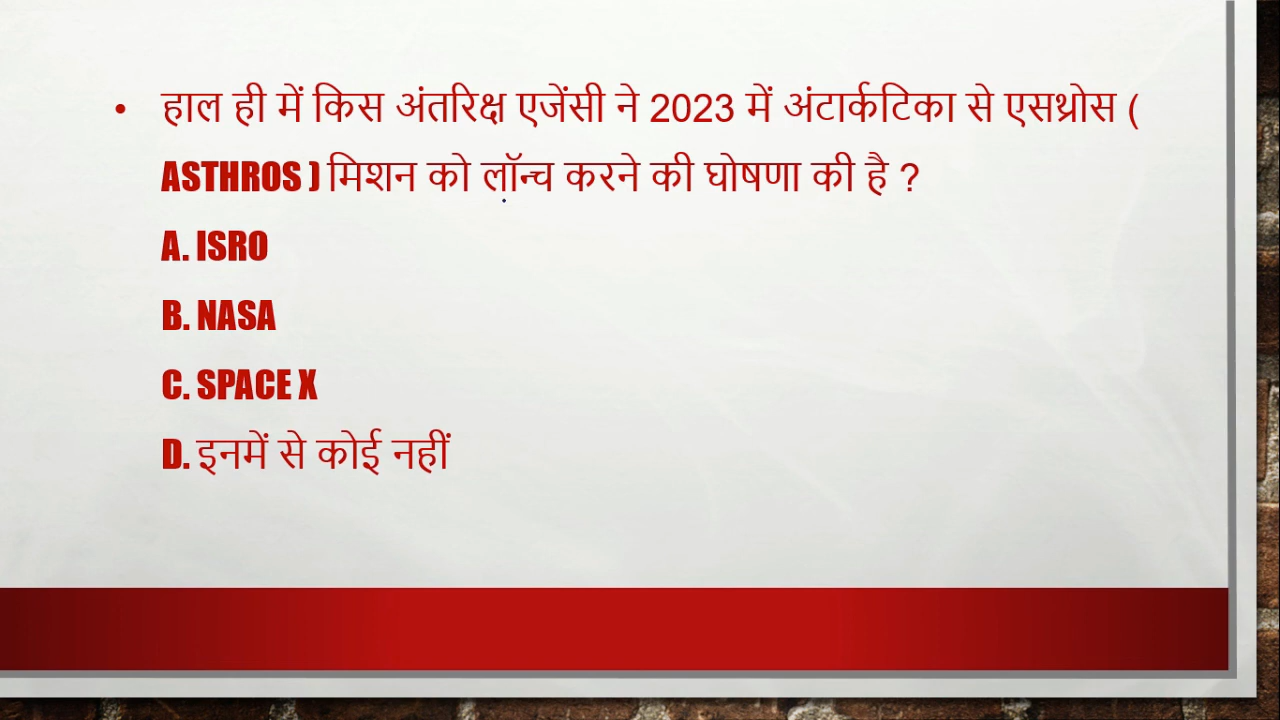 • हाल ही में किस अंतरिक्ष एजेंसी ने 2023 में अंटार्कटिका से एसथ्रोस (
ASTHROS ) मिशन को लॉन्च करने की घोषणा की है ?
A. ISRO
B. NASA
C. SPACE X
D. इनमें से कोई नहीं